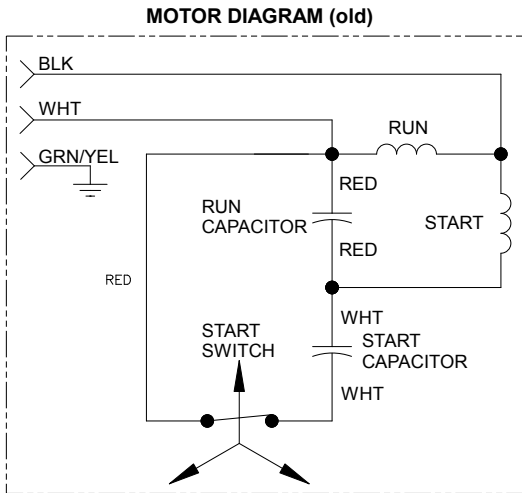 MOTOR DIAGRAM (old)
BLK
WHT
GRN/YEL
RUN
RED
RUN
CAPACITOR
START
RED
RED
WHT
START
SWITCH
START
CAPACITOR
WHT